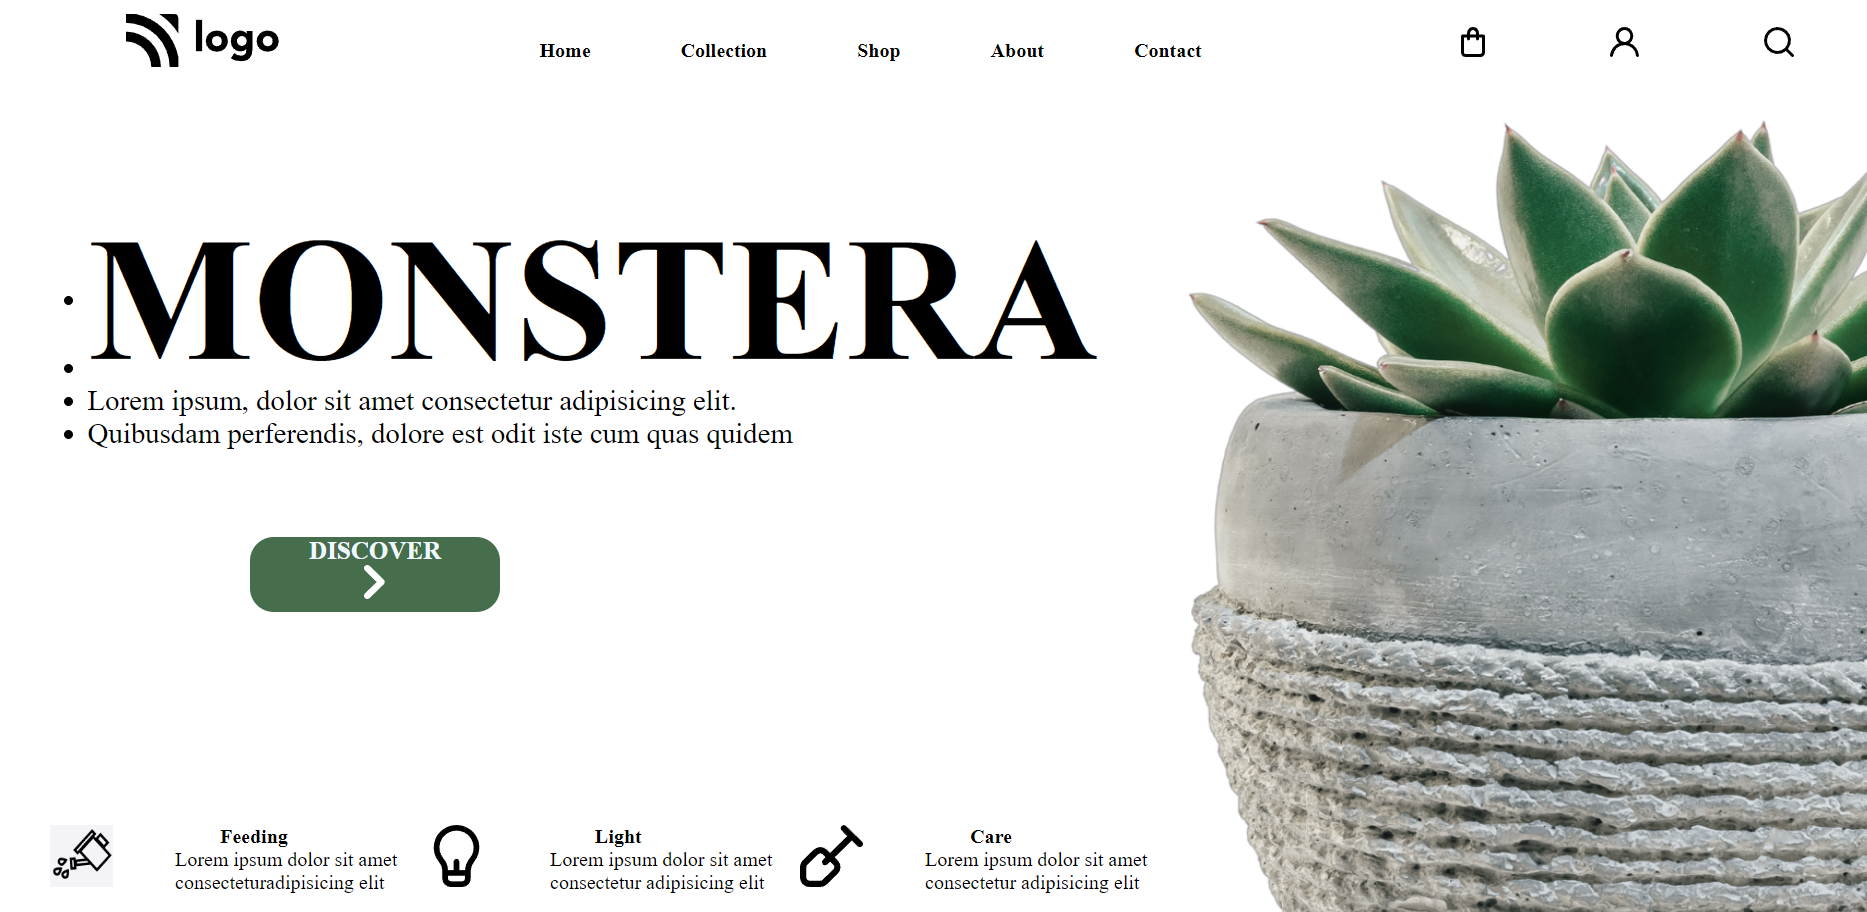 logo
Home Collection Shop About Contact
MONSTERA
Lorem ipsum, dolor sit amet consectetur adipisicing elit.
Quibusdam perferendis, dolore est odit iste cum quas quidem
DISCOVER
Feeding
Lorem ipsum dolor sit amet
consecteturadipisicing elit
Light
Lorem ipsum dolor sit amet
consectetur adipisicing elit
Care
Lorem ipsum dolor sit amet
consectetur adipisicing elit